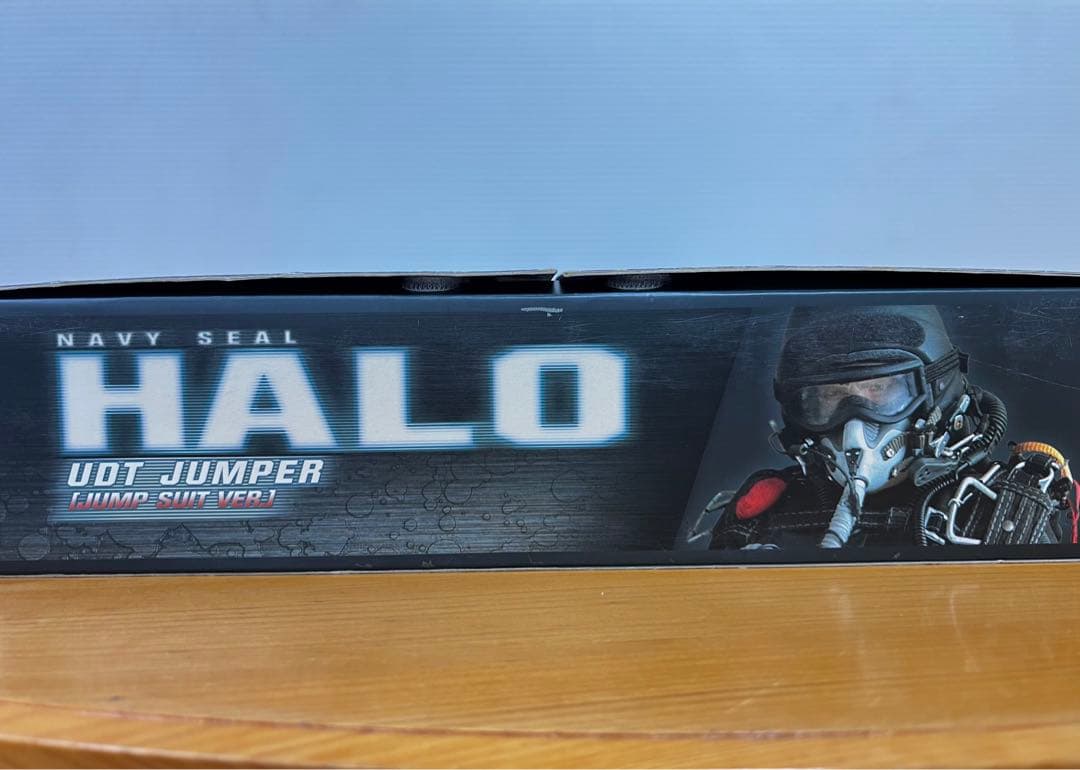 NAVY SEAL
HALO
UDT JUMPER
[JUMP SUIT VER.]